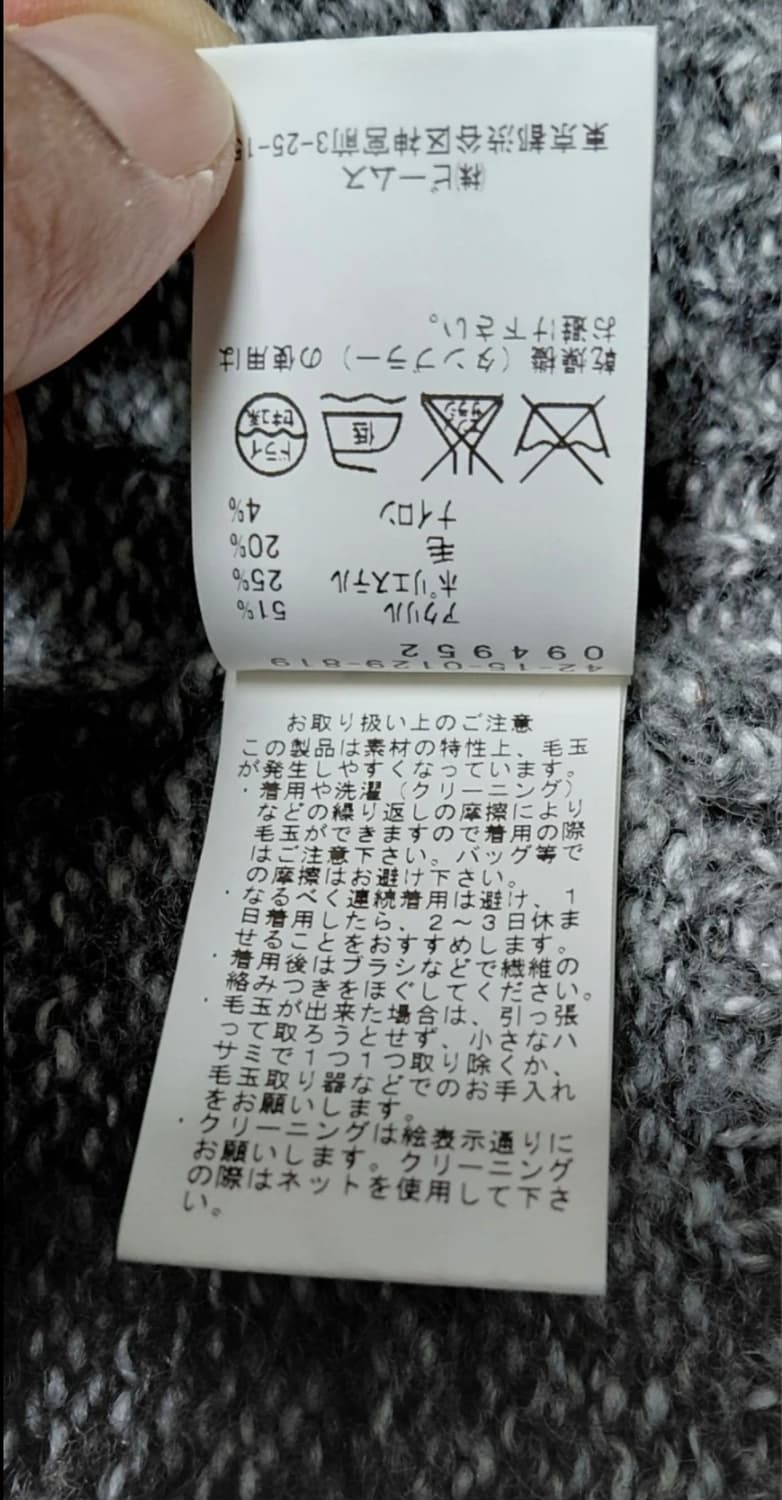 42-15-0129-819
094952
アクリル 51%
ポリエステル 25%
毛 20%
ナイロン 4%
エンソ サラシ
低
ドライ
セキユ系
乾燥機（タンブラー）の使用は
お避け下さい。
㈱ビームス
東京都渋谷区神宮前3-25-15
お取り扱い上のご注意
この製品は素材の特性上、毛玉
が発生しやすくなっています。
・着用や洗濯（クリーニング）
などの繰り返しの摩擦により
毛玉ができますので着用の際
はご注意下さい。バッグ等で
の摩擦はお避け下さい。
・なるべく連続着用は避け、１
日着用したら、２～３日休ま
せることをおすすめします。
・着用後はブラシなどで繊維の
絡みつきをほぐしてください。
・毛玉が出来た場合は、引っ張
って取ろうとせず、小さなハ
サミで１つ１つ取り除くか、
毛玉取り器などでのお手入れ
をお願いします。
・クリーニングは絵表示通りに
お願いします。クリーニング
の際はネットを使用して下さ
い。